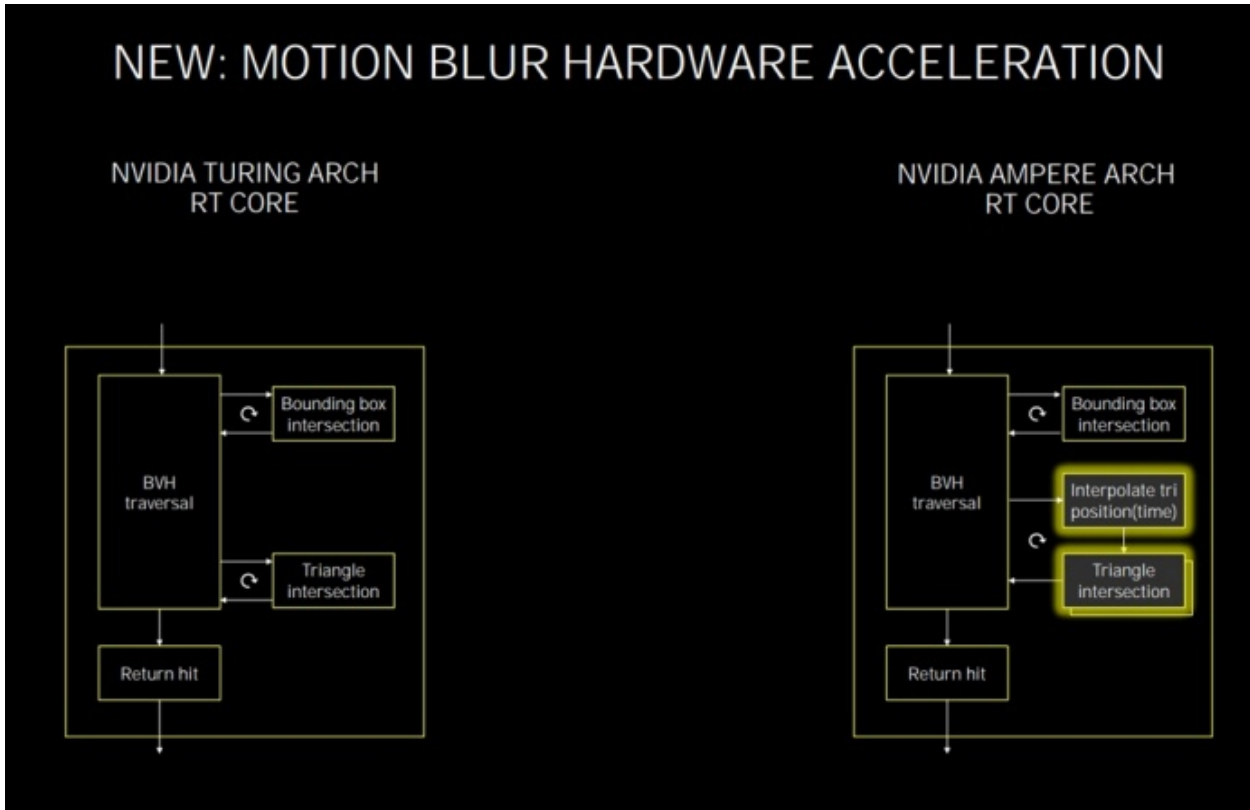 NEW: MOTION BLUR HARDWARE ACCELERATION
NVIDIA TURING ARCH
RT CORE
Bounding box
intersection
BVH
traversal
Triangle
intersection
Return hit
NVIDIA AMPERE ARCH
RT CORE
Bounding box
intersection
BVH
traversal
Interpolate tri
position(time)
Triangle
intersection
Return hit